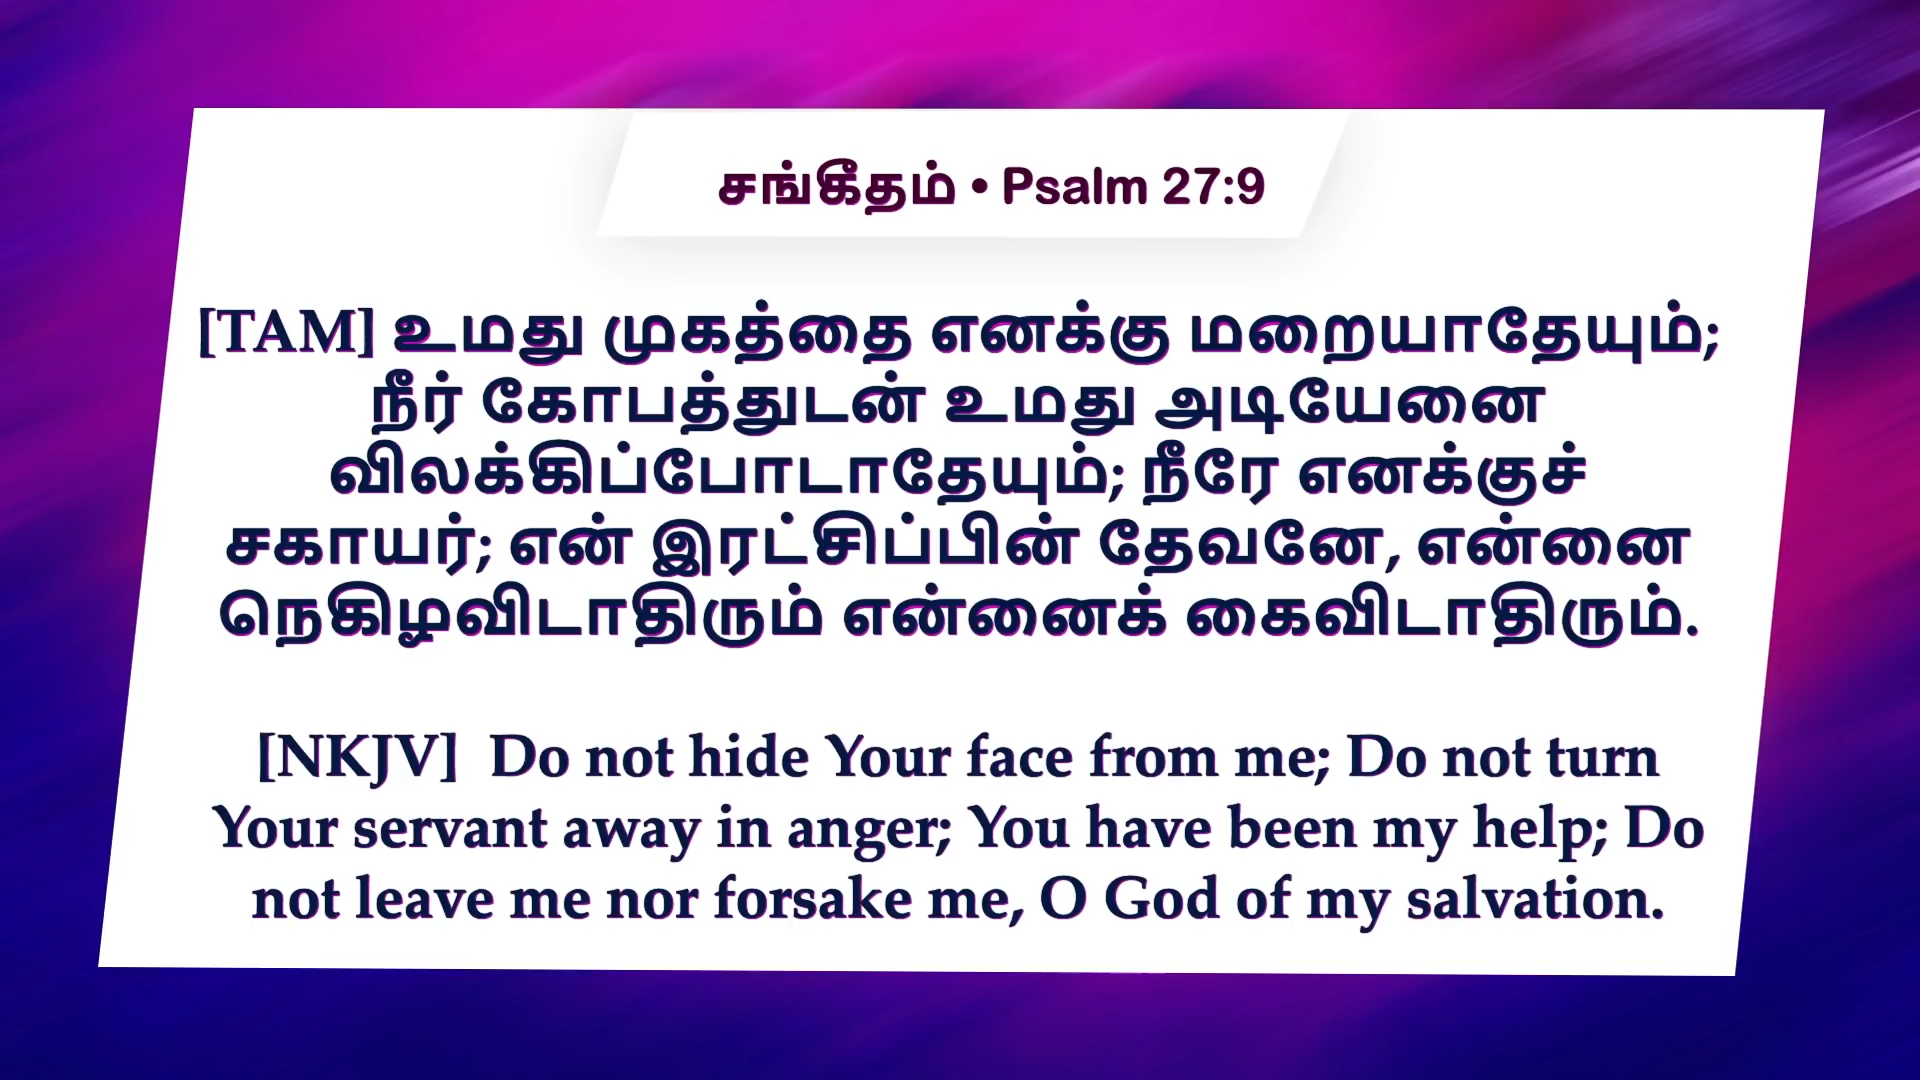 சங்கீதம் • Psalm 27:9
[TAM] உமது முகத்தை எனக்கு மறையாதேயும்;
நீர் கோபத்துடன் உமது அடியேனை
விலக்கிப்போடாதேயும்; நீரே எனக்குச்
சகாயர்; என் இரட்சிப்பின் தேவனே, என்னை
நெகிழவிடாதிரும் என்னைக் கைவிடாதிரும்.
[NKJV] Do not hide Your face from me; Do not turn
Your servant away in anger; You have been my help; Do
not leave me nor forsake me, O God of my salvation.